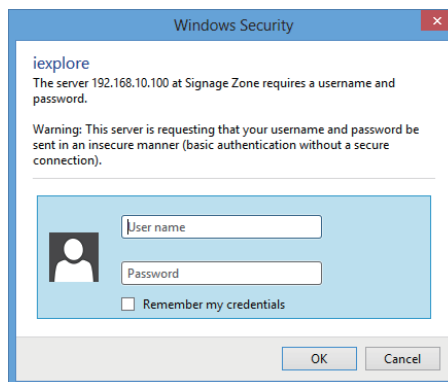 Windows Security
iexplore
The server 192.168.10.100 at Signage Zone requires a username and
password.
Warning: This server is requesting that your username and password be
sent in an insecure manner (basic authentication without a secure
connection).
User name
Password
Remember my credentials
OK Cancel